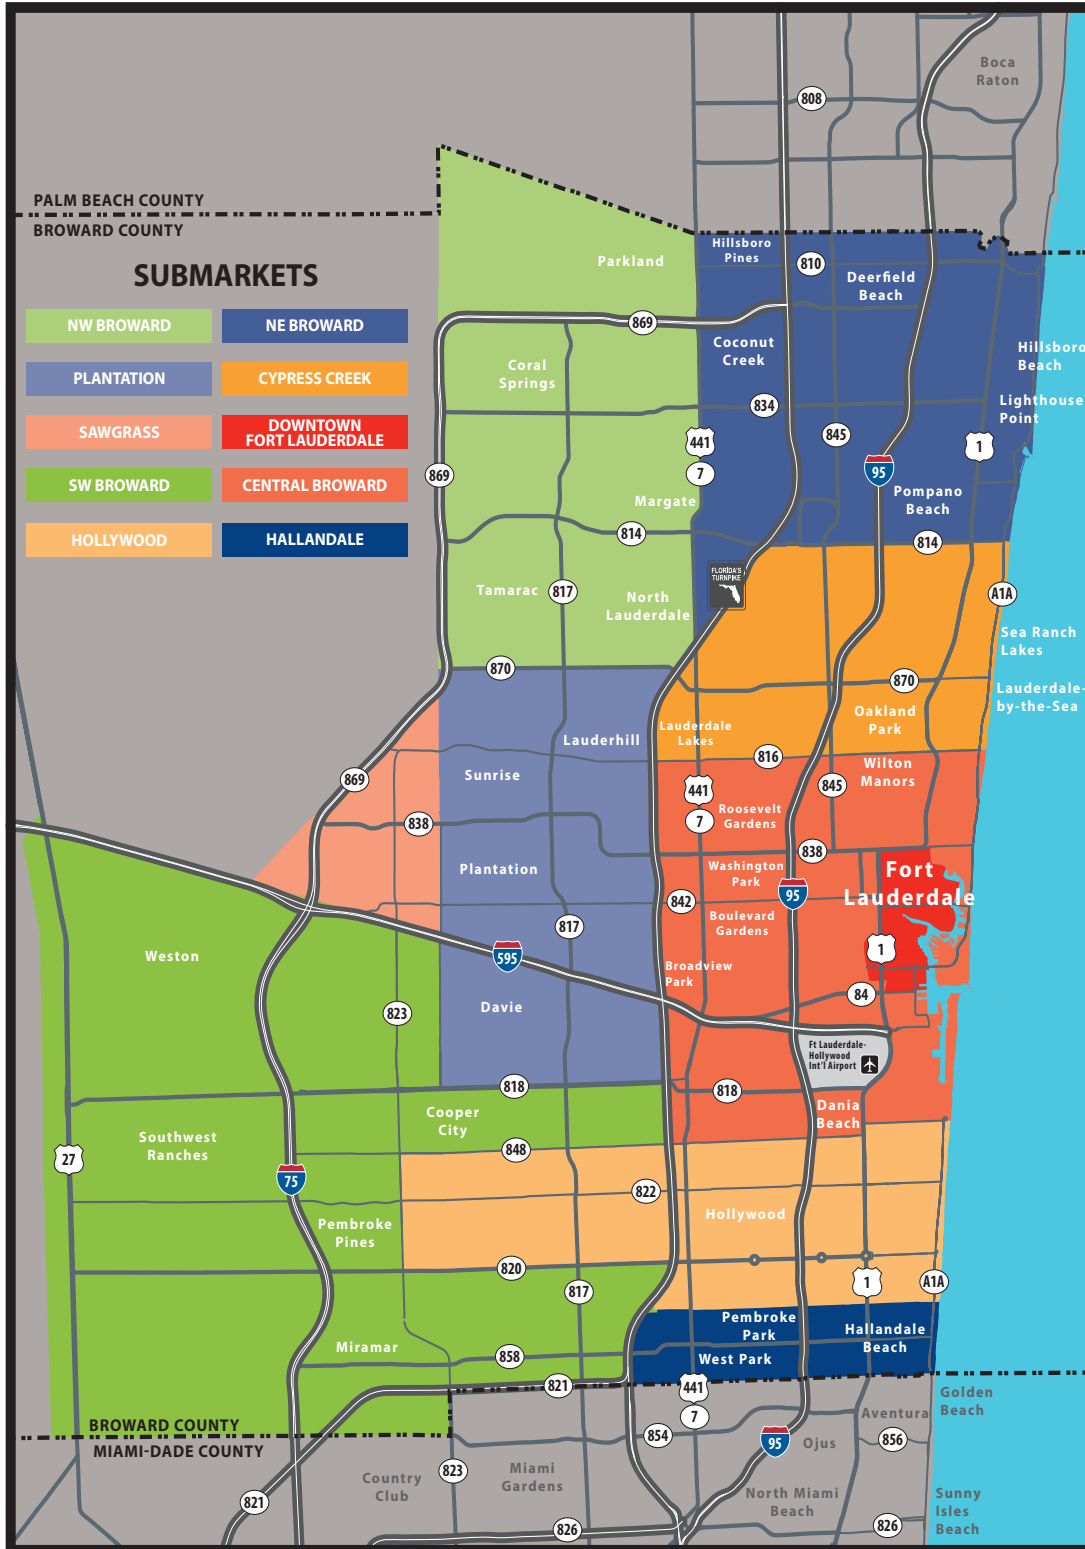 Boca
Raton
808
PALM BEACH COUNTY
BROWARD COUNTY
SUBMARKETS
NW BROWARD
NE BROWARD
PLANTATION
CYPRESS CREEK
SAWGRASS
DOWNTOWN
FORT LAUDERDALE
SW BROWARD
CENTRAL BROWARD
HOLLYWOOD
HALLANDALE
Parkland
Hillsboro
Pines
810
Deerfield
Beach
869
Coconut
Creek
Hillsboro
Beach
Coral
Springs
834
Lighthouse
Point
845
441
7
1
95
869
Margate
Pompano
Beach
814
814
FLORIDA'S
TURNPIKE
Tamarac
817
North
Lauderdale
A1A
Sea Ranch
Lakes
870
870
Lauderdale-
by-the-Sea
Oakland
Park
Lauderdale
Lakes
Lauderhill
816
Wilton
Manors
Sunrise
869
441
7
845
Roosevelt
Gardens
838
838
Plantation
Washington
Park
Fort
Lauderdale
95
842
Boulevard
Gardens
817
1
Weston
595
Broadview
Park
84
823
Davie
Ft Lauderdale-
Hollywood
Int'l Airport
818
818
Cooper
City
Dania
Beach
Southwest
Ranches
848
27
75
822
Hollywood
Pembroke
Pines
820
817
1
A1A
Pembroke
Park
Hallandale
Beach
Miramar
858
West Park
821
441
7
Golden
Beach
BROWARD COUNTY
MIAMI-DADE COUNTY
Aventura
854
95
Ojus
856
Country
Club
823
Miami
Gardens
821
North Miami
Beach
Sunny
Isles
Beach
826
826